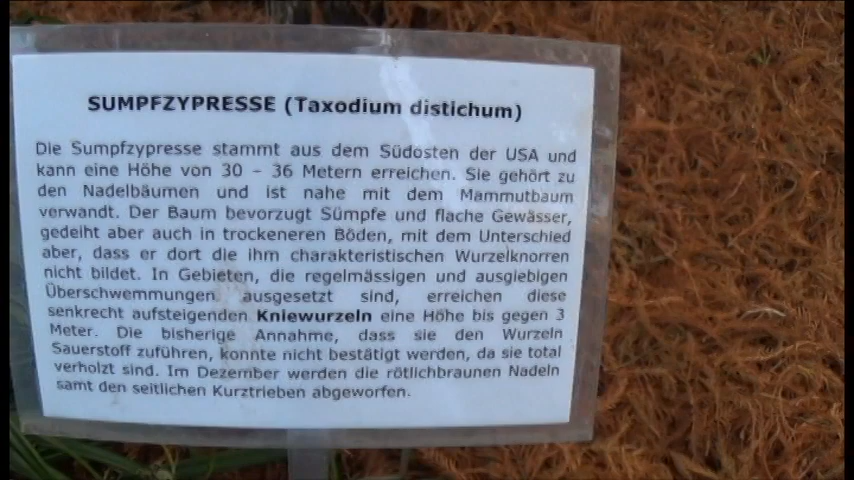 SUMPFZYPRESSE (Taxodium distichum)
Die Sumpfzypresse stammt aus dem Südosten der USA und
kann eine Höhe von 30 – 36 Metern erreichen. Sie gehört zu
den Nadelbäumen und ist nahe mit dem Mammutbaum
verwandt. Der Baum bevorzugt Sümpfe und flache Gewässer,
gedeiht aber auch in trockeneren Böden, mit dem Unterschied
aber, dass er dort die ihm charakteristischen Wurzelknorren
nicht bildet. In Gebieten, die regelmässigen und ausgiebigen
Überschwemmungen ausgesetzt sind, erreichen diese
senkrecht aufsteigenden Kniewurzeln eine Höhe bis gegen 3
Meter. Die bisherige Annahme, dass sie den Wurzeln
Sauerstoff zuführen, konnte nicht bestätigt werden, da sie total
verholzt sind. Im Dezember werden die rötlichbraunen Nadeln
samt den seitlichen Kurztrieben abgeworfen.